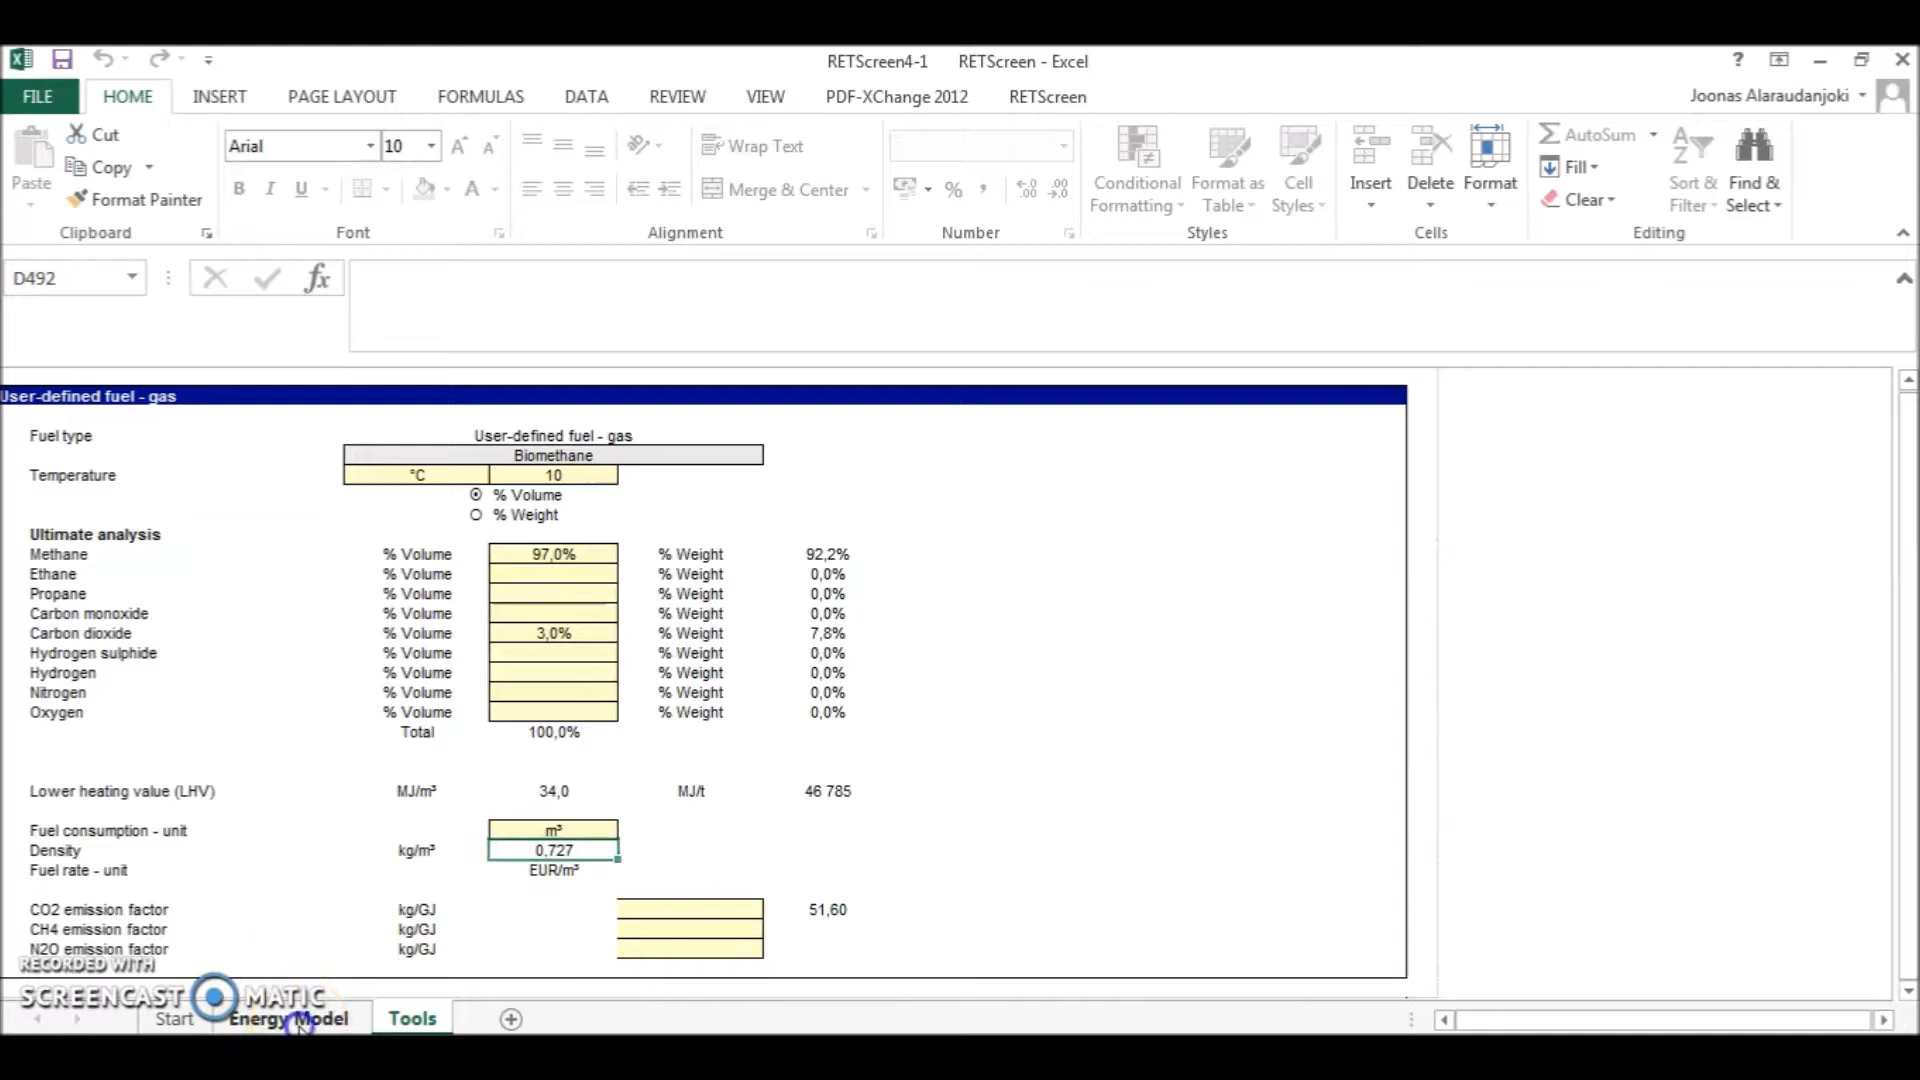 RETScreen4-1 RETScreen - Excel
?
FILE HOME INSERT PAGE LAYOUT FORMULAS DATA REVIEW VIEW PDF-XChange 2012 RETScreen Joonas Alaraudanjoki
Paste
Cut
Copy
Format Painter
Clipboard
Arial 10
B I U
Font
Wrap Text
Merge & Center
Alignment
%
Number
Conditional Formatting
Format as Table
Cell Styles
Styles
Insert
Delete
Format
Cells
AutoSum
Fill
Clear
Sort & Filter
Find & Select
Editing
D492 fx
User-defined fuel - gas
Fuel type User-defined fuel - gas
Biomethane
Temperature °C 10
% Volume
% Weight
Ultimate analysis
Methane % Volume 97,0% % Weight 92,2%
Ethane % Volume % Weight 0,0%
Propane % Volume % Weight 0,0%
Carbon monoxide % Volume % Weight 0,0%
Carbon dioxide % Volume 3,0% % Weight 7,8%
Hydrogen sulphide % Volume % Weight 0,0%
Hydrogen % Volume % Weight 0,0%
Nitrogen % Volume % Weight 0,0%
Oxygen % Volume % Weight 0,0%
Total 100,0%
Lower heating value (LHV) MJ/m³ 34,0 MJ/t 46 785
Fuel consumption - unit m³
Density kg/m³ 0,727
Fuel rate - unit EUR/m³
CO2 emission factor kg/GJ 51,60
CH4 emission factor kg/GJ
N2O emission factor kg/GJ
RECORDED WITH
SCREENCAST MATIC
Start Energy Model Tools